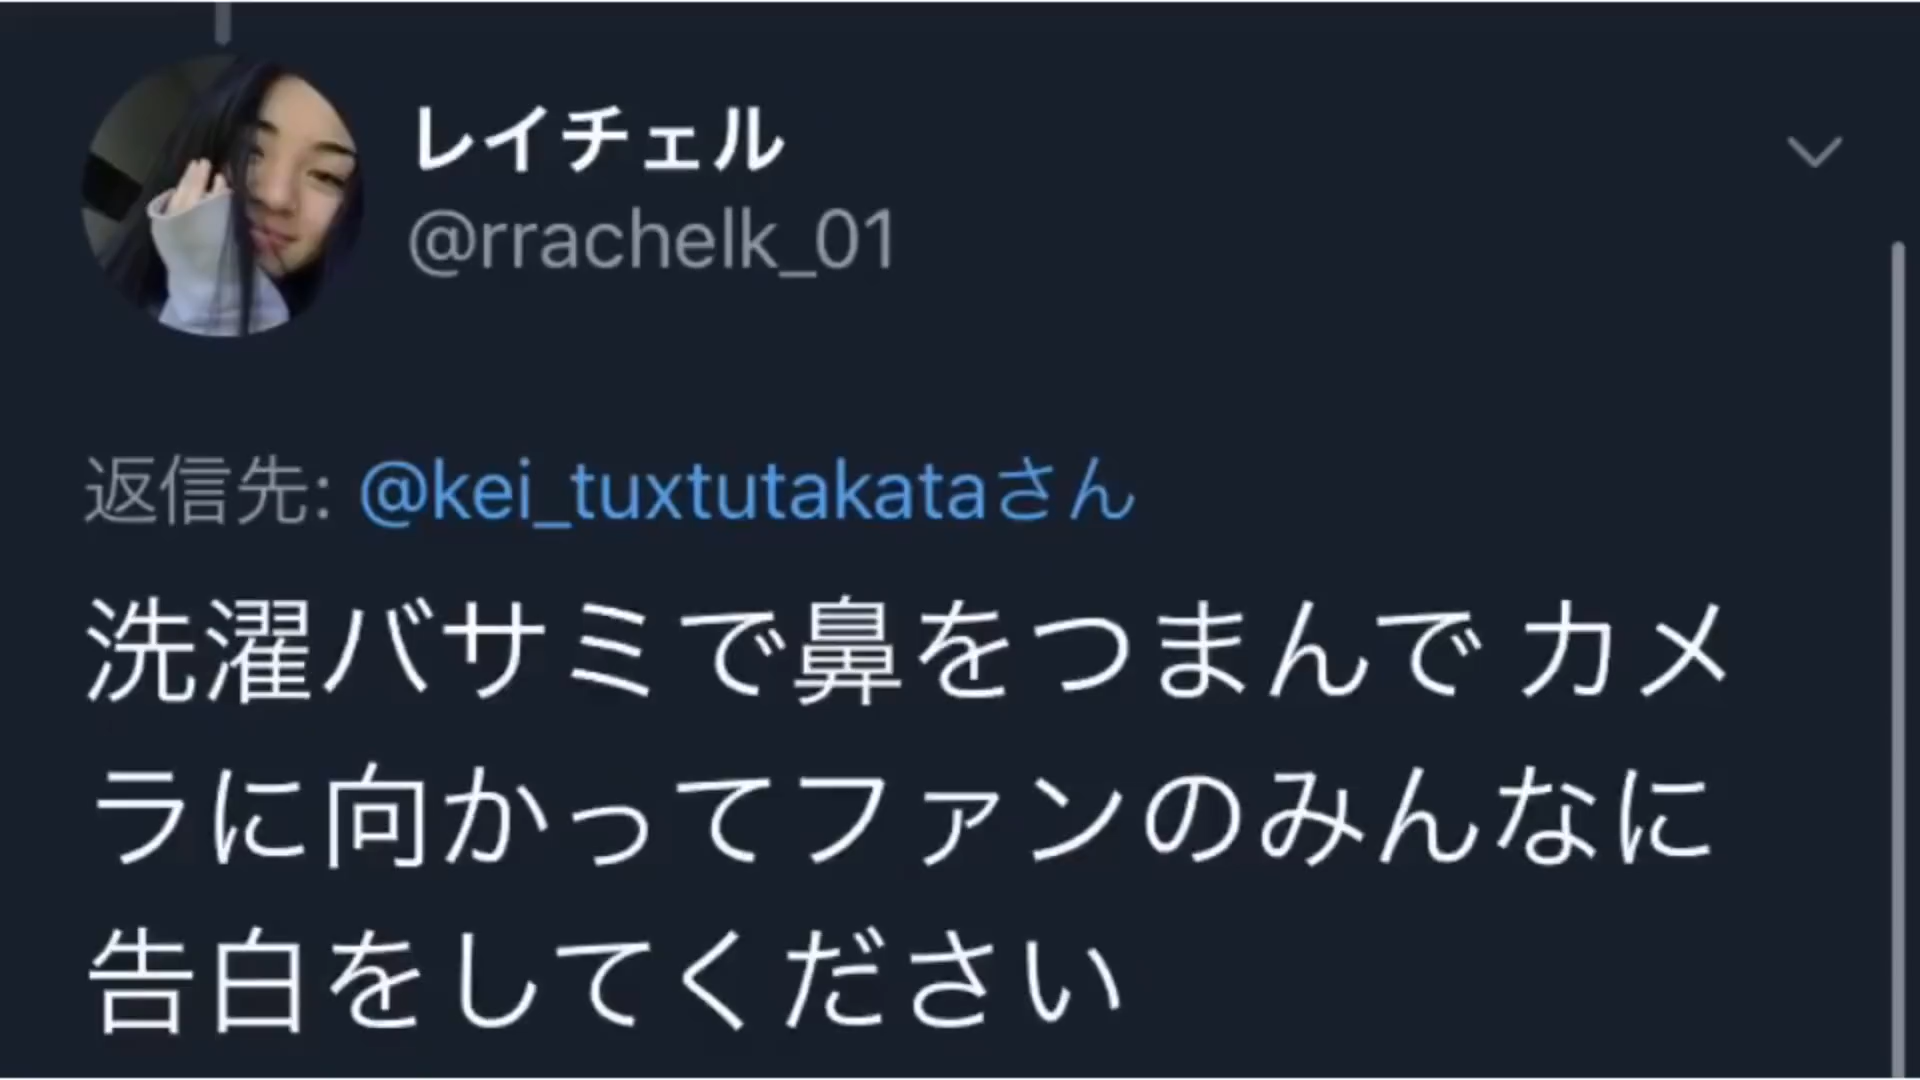 レイチェル
@rrachelk_01
返信先: @kei_tuxtutakataさん
洗濯バサミで鼻をつまんで カメ
ラに向かってファンのみんなに
告白をしてください